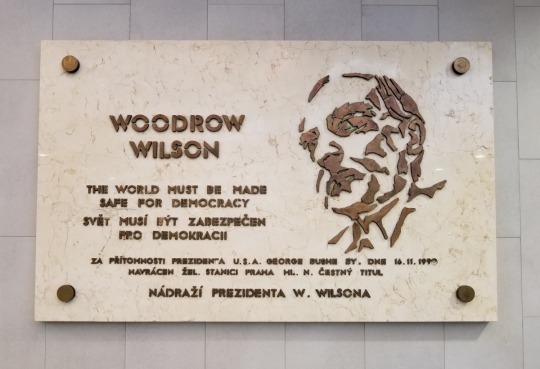 WOODROW
WILSON
THE WORLD MUST BE MADE
SAFE FOR DEMOCRACY
SVĚT MUSÍ BÝT ZABEZPEČEN
PRO DEMOKRACII
ZA PŘÍTOMNOSTI PREZIDENTA U.S.A. GEORGE BUSHE BY. DNE 16.11.1990
NAVRÁCEN ŽEL. STANICI PRAHA HL. N. ČESTNÝ TITUL
NÁDRAŽÍ PREZIDENTA W. WILSONA